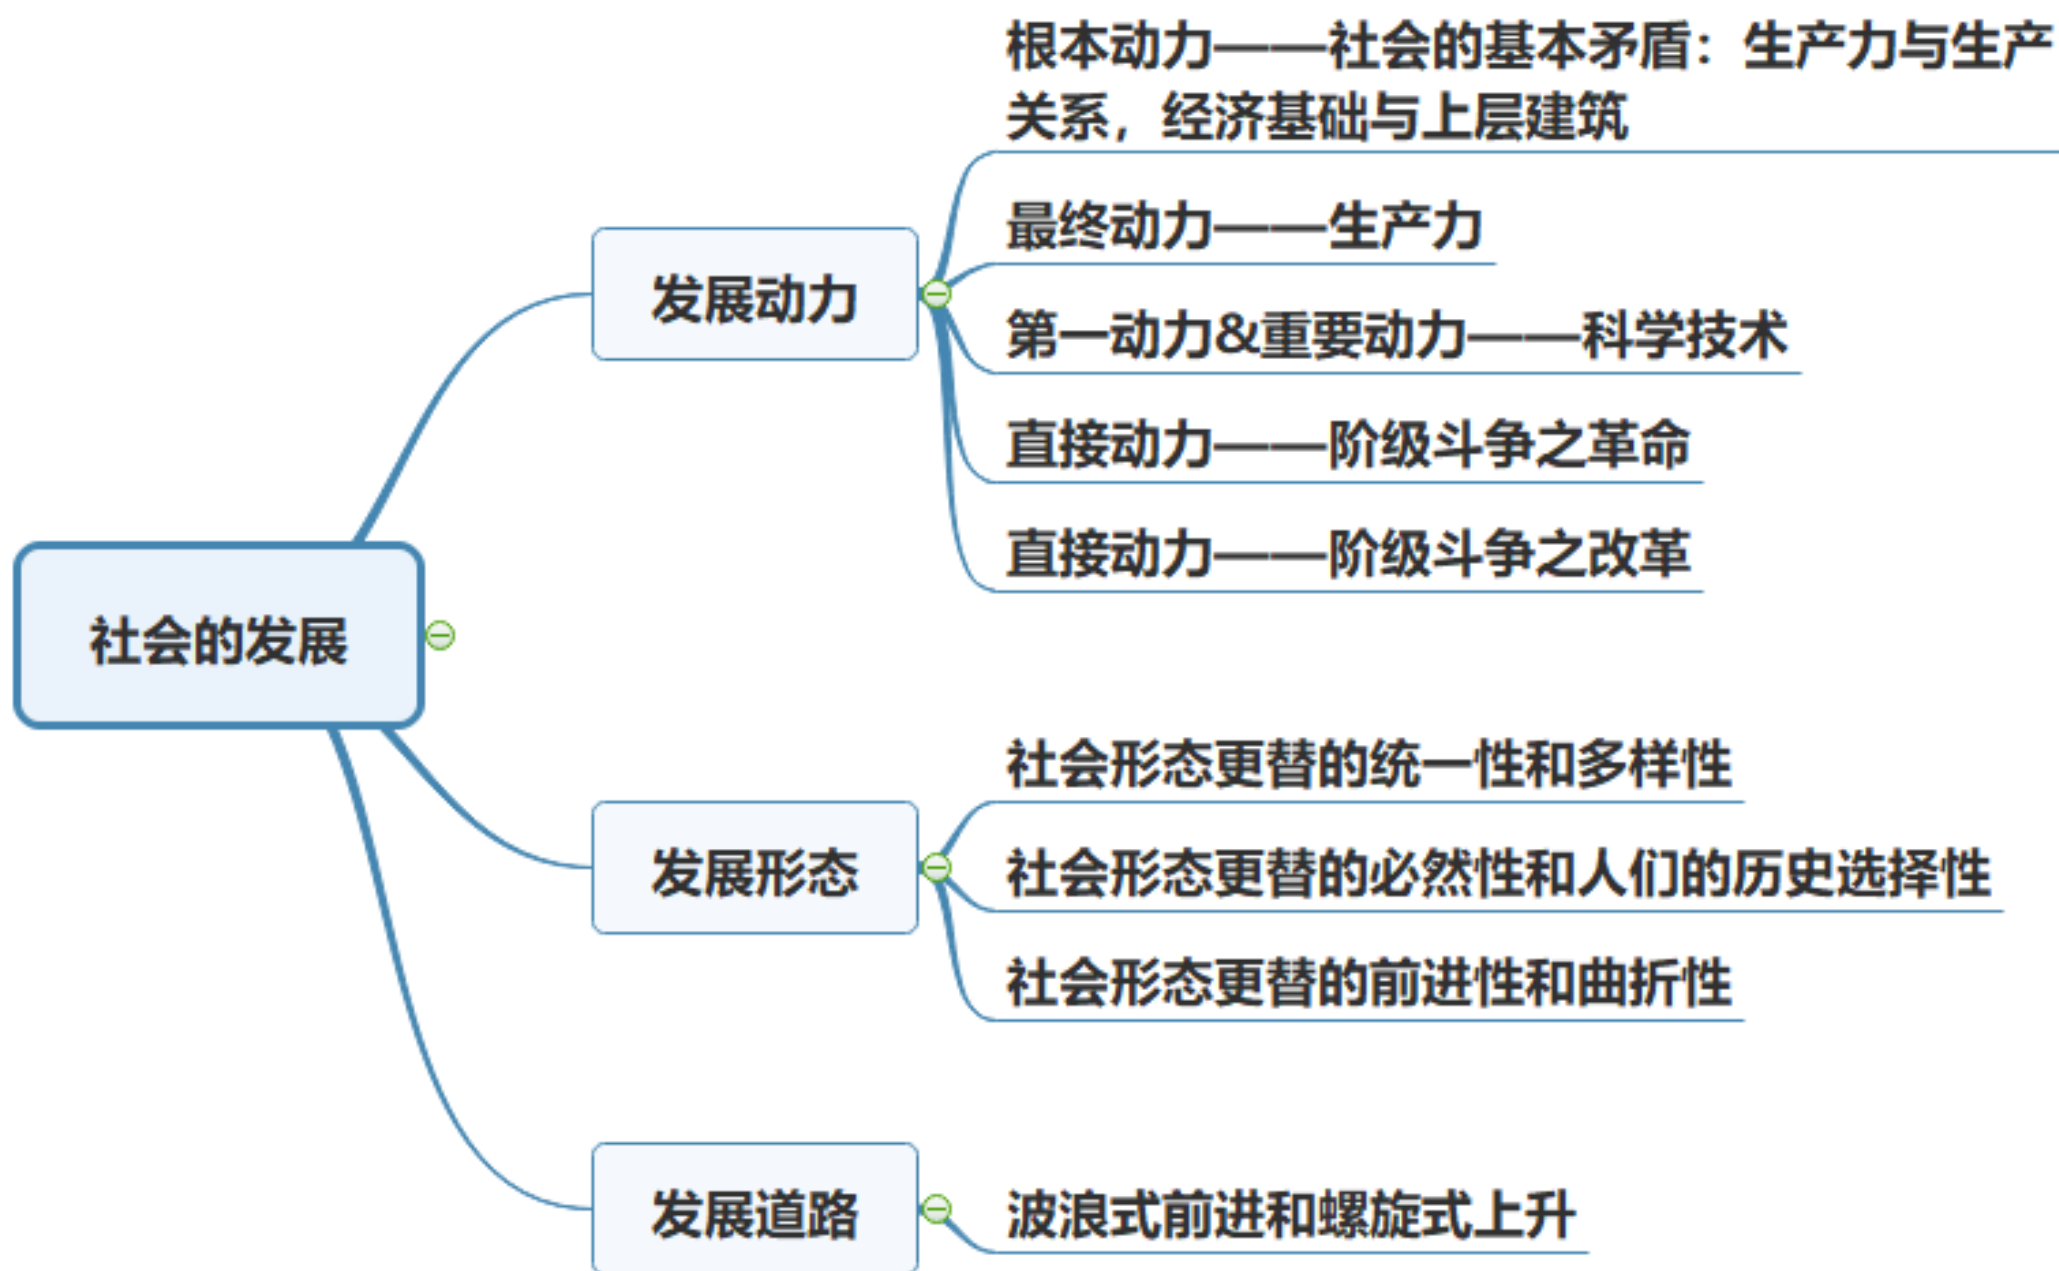 社会的发展
发展动力
根本动力——社会的基本矛盾：生产力与生产
关系，经济基础与上层建筑
最终动力——生产力
第一动力&重要动力——科学技术
直接动力——阶级斗争之革命
直接动力——阶级斗争之改革
发展形态
社会形态更替的统一性和多样性
社会形态更替的必然性和人们的历史选择性
社会形态更替的前进性和曲折性
发展道路
波浪式前进和螺旋式上升